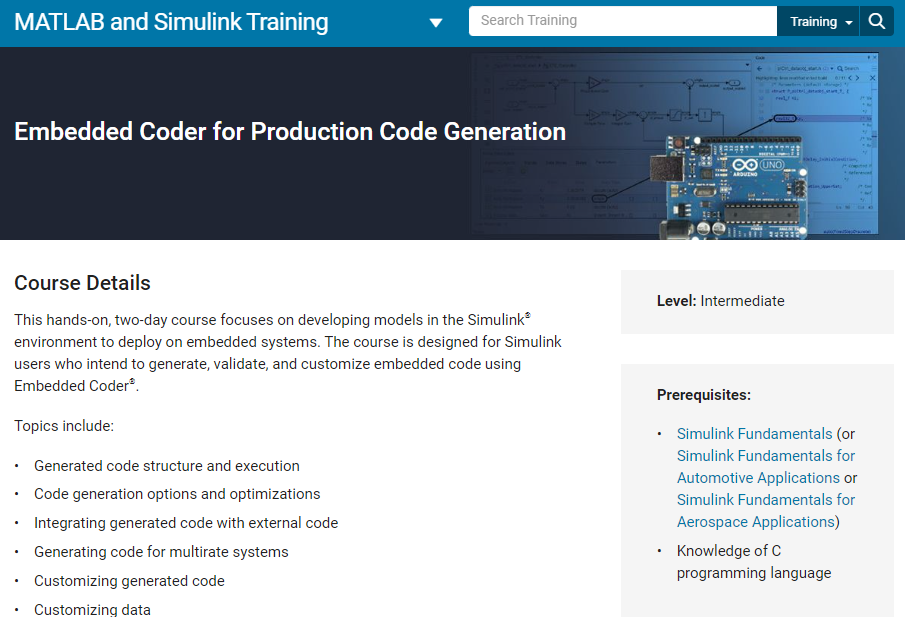 MATLAB and Simulink Training
Search Training
Training
Embedded Coder for Production Code Generation
ARDUINO
UNO
Course Details
This hands-on, two-day course focuses on developing models in the Simulink®
environment to deploy on embedded systems. The course is designed for Simulink
users who intend to generate, validate, and customize embedded code using
Embedded Coder®.
Topics include:
• Generated code structure and execution
• Code generation options and optimizations
• Integrating generated code with external code
• Generating code for multirate systems
• Customizing generated code
• Customizing data
Level: Intermediate
Prerequisites:
• Simulink Fundamentals (or
Simulink Fundamentals for
Automotive Applications or
Simulink Fundamentals for
Aerospace Applications)
• Knowledge of C
programming language